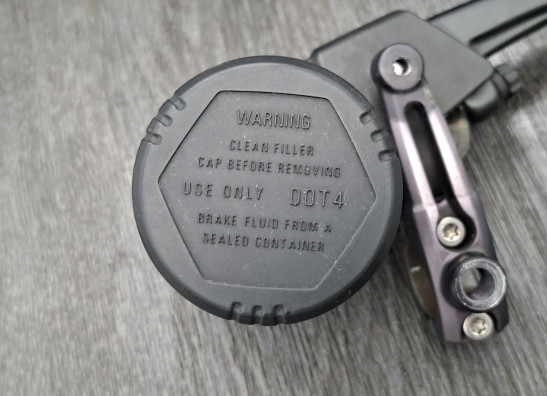 WARNING
CLEAN FILLER
CAP BEFORE REMOVING
USE ONLY DOT4
BRAKE FLUID FROM A
SEALED CONTAINER